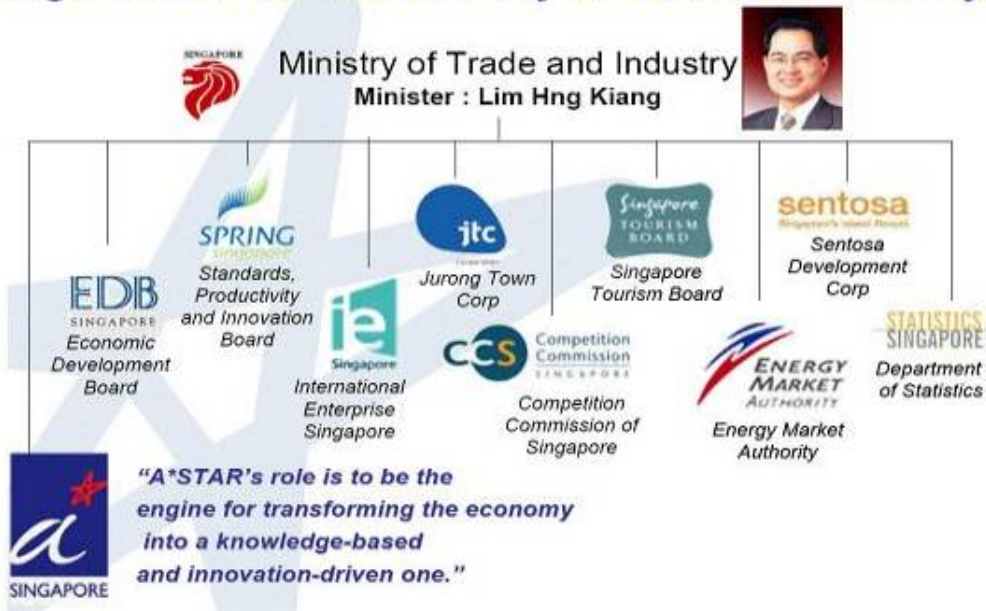 SINGAPORE
Ministry of Trade and Industry
Minister : Lim Hng Kiang
EDB
SINGAPORE
Economic
Development
Board
SPRING
singapore
Standards,
Productivity
and Innovation
Board
ie
Singapore
International
Enterprise
Singapore
jtc
Jurong Town
Corp
CCS
Competition
Commission
SINGAPORE
Competition
Commission of
Singapore
Singapore
TOURISM
BOARD
Singapore
Tourism Board
ENERGY
MARKET
AUTHORITY
Energy Market
Authority
sentosa
Sentosa
Development
Corp
STATISTICS
SINGAPORE
Department
of Statistics
a
SINGAPORE
"A*STAR's role is to be the
engine for transforming the economy
into a knowledge-based
and innovation-driven one."